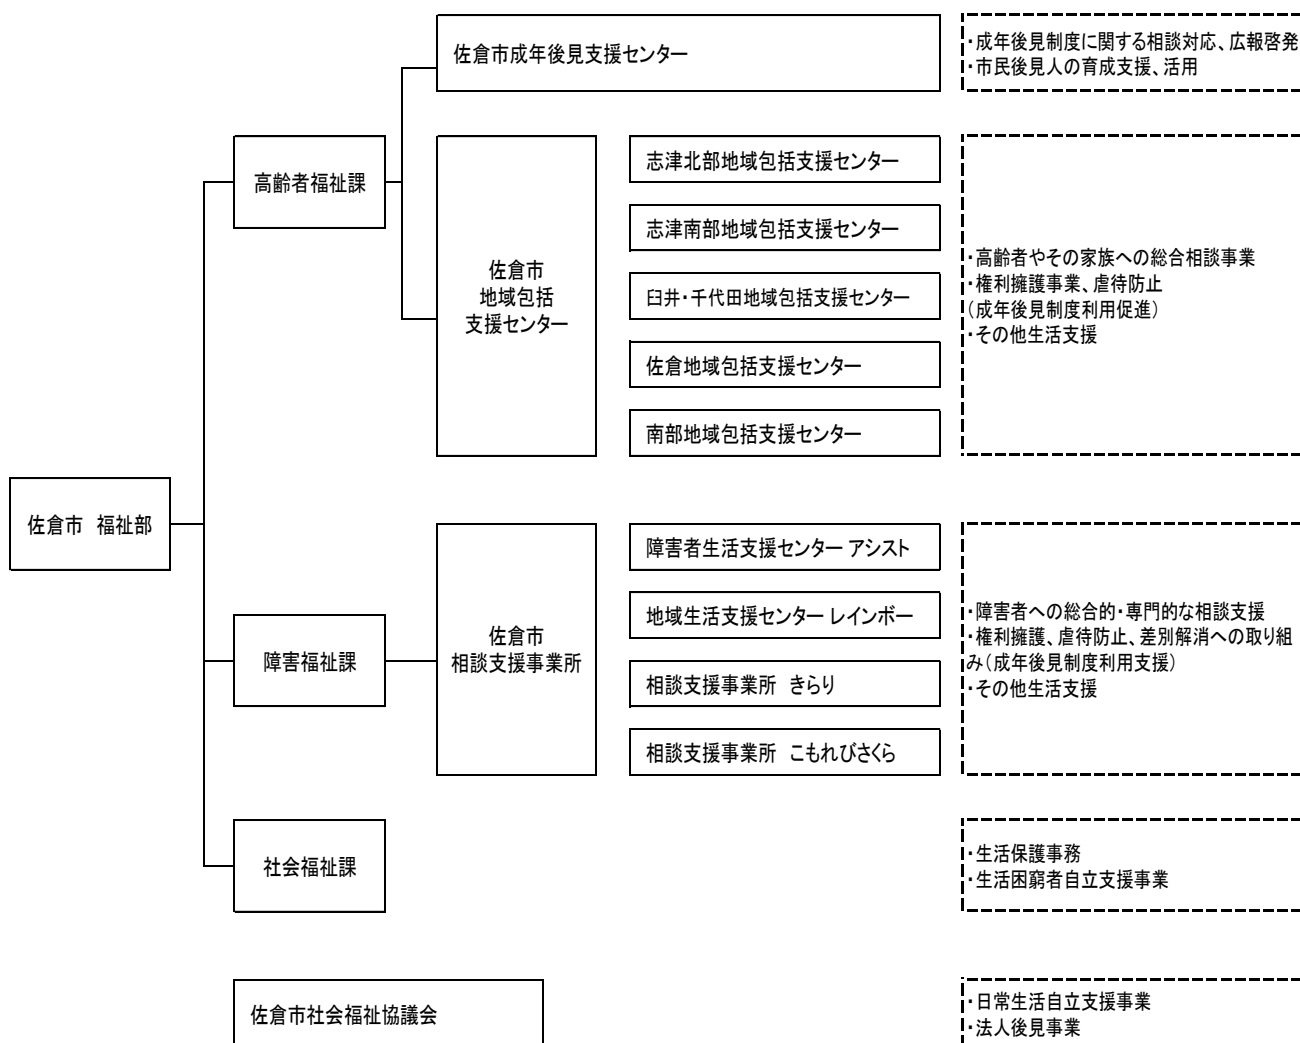 佐倉市成年後見支援センター
・成年後見制度に関する相談対応、広報啓発
・市民後見人の育成支援、活用
高齢者福祉課
佐倉市
地域包括
支援センター
志津北部地域包括支援センター
志津南部地域包括支援センター
臼井・千代田地域包括支援センター
佐倉地域包括支援センター
南部地域包括支援センター
・高齢者やその家族への総合相談事業
・権利擁護事業、虐待防止
(成年後見制度利用促進)
・その他生活支援
佐倉市　福祉部
障害福祉課
佐倉市
相談支援事業所
障害者生活支援センター アシスト
地域生活支援センター レインボー
相談支援事業所　きらり
相談支援事業所　こもれびさくら
・障害者への総合的・専門的な相談支援
・権利擁護、虐待防止、差別解消への取り組
み(成年後見制度利用支援)
・その他生活支援
社会福祉課
・生活保護事務
・生活困窮者自立支援事業
佐倉市社会福祉協議会
・日常生活自立支援事業
・法人後見事業